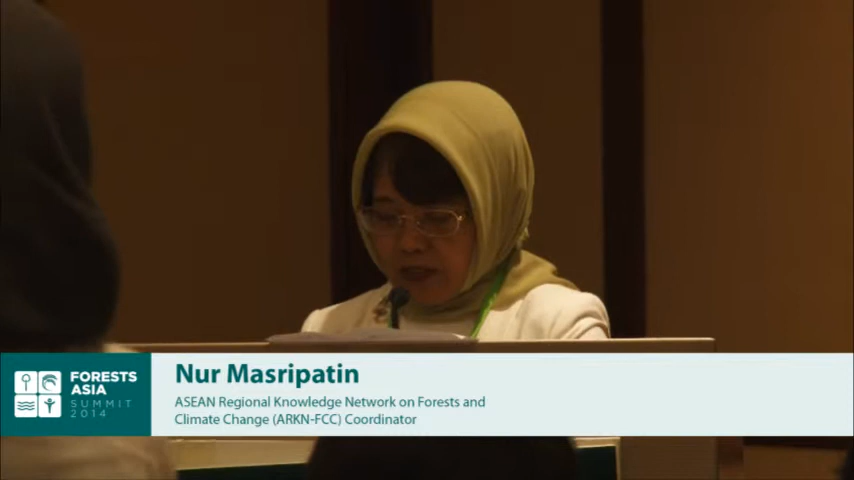 FORESTS
ASIA
SUMMIT
2014
Nur Masripatin
ASEAN Regional Knowledge Network on Forests and
Climate Change (ARKN-FCC) Coordinator